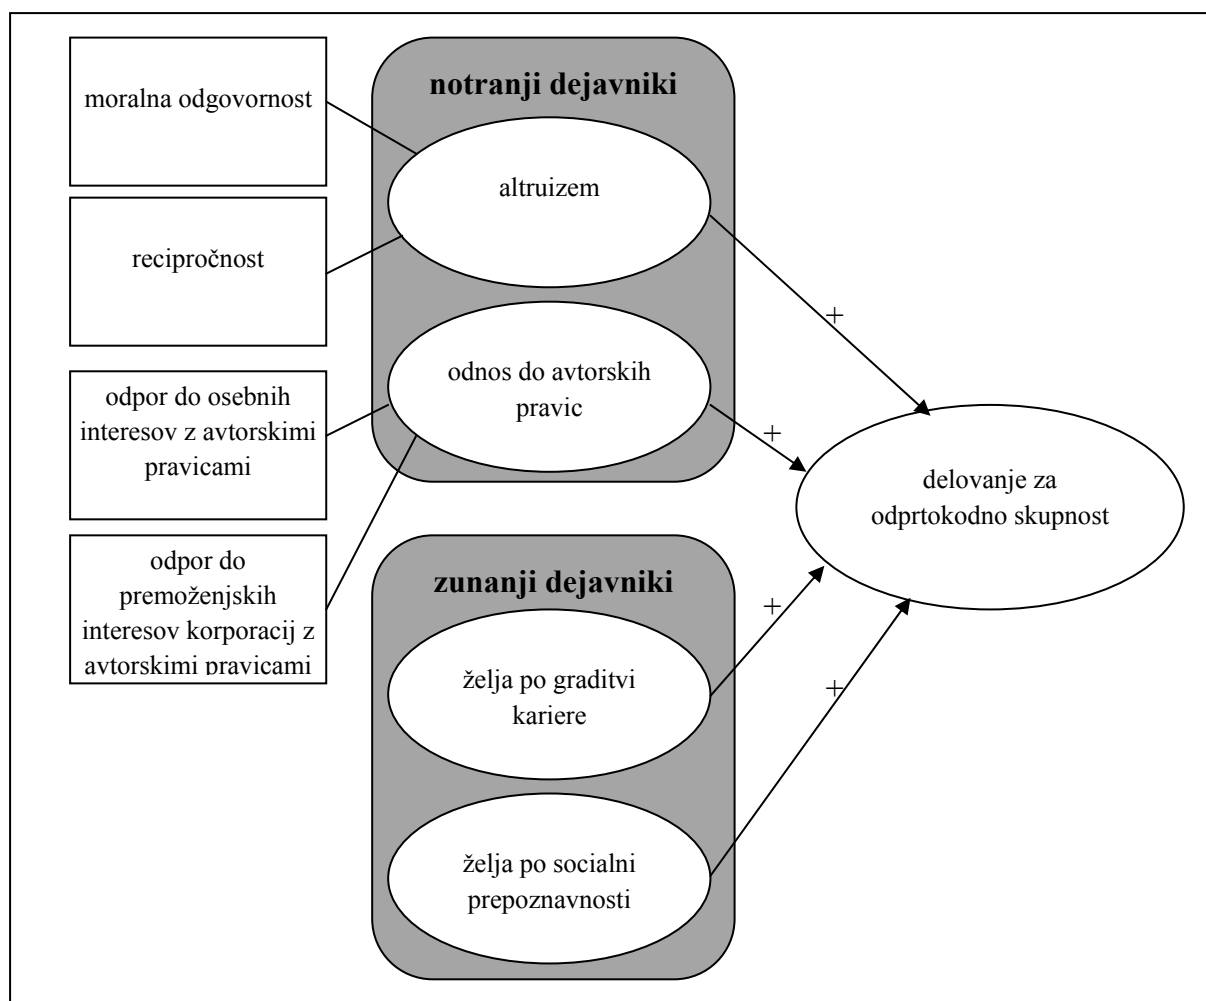 moralna odgovornost
recipročnost
odpor do osebnih
interesov z avtorskimi
pravicami
odpor do
premoženjskih
interesov korporacij z
avtorskimi pravicami
notranji dejavniki
altruizem
odnos do avtorskih
pravic
zunanji dejavniki
želja po graditvi
kariere
želja po socialni
prepoznavnosti
+
+
+
+
delovanje za
odprtokodno skupnost